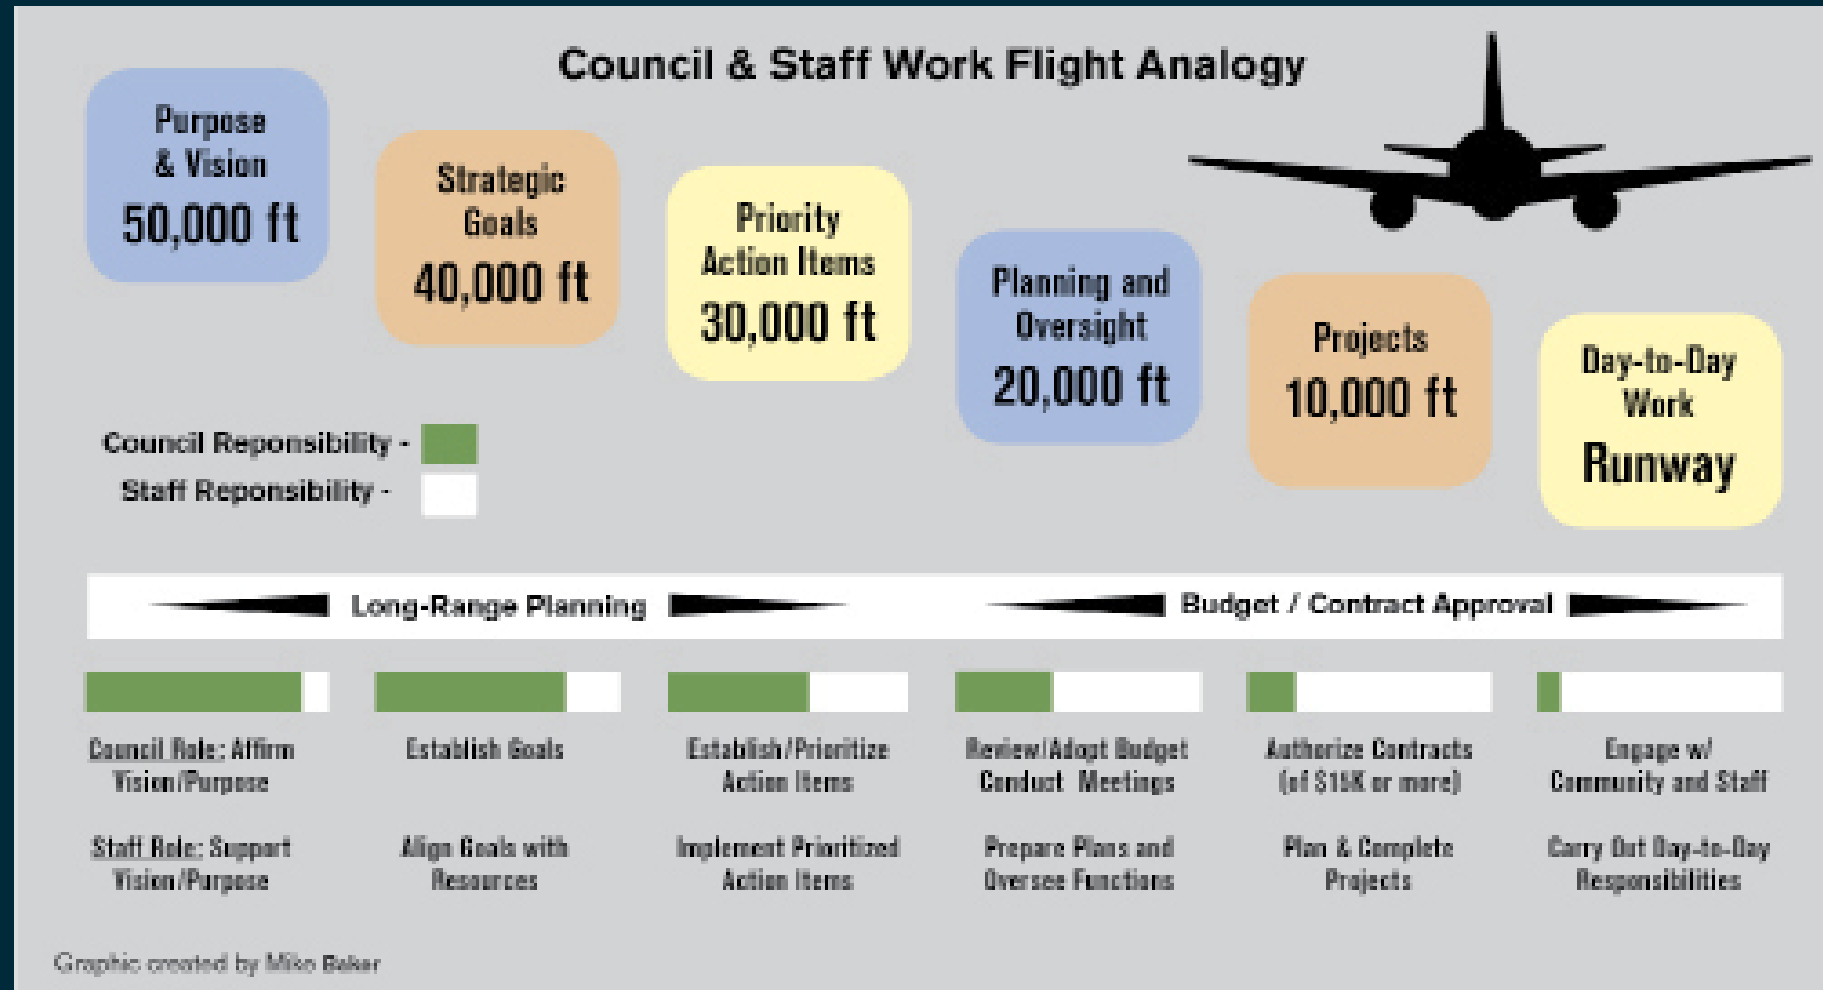 Council & Staff Work Flight Analogy
Purpose
& Vision
50,000 ft
Strategic
Goals
40,000 ft
Priority
Action Items
30,000 ft
Planning and
Oversight
20,000 ft
Projects
10,000 ft
Day-to-Day
Work
Runway
Council Reponsibility -
Staff Reponsibility -
Long-Range Planning
Budget / Contract Approval
Council Role: Affirm
Vision/Purpose
Establish Goals
Establish/Prioritize
Action Items
Review/Adopt Budget
Conduct Meetings
Authorize Contracts
(of $15K or more)
Engage w/
Community and Staff
Staff Role: Support
Vision/Purpose
Align Goals with
Resources
Implement Prioritized
Action Items
Prepare Plans and
Oversee Functions
Plan & Complete
Projects
Carry Out Day-to-Day
Responsibilities
Graphic created by Mike Baker